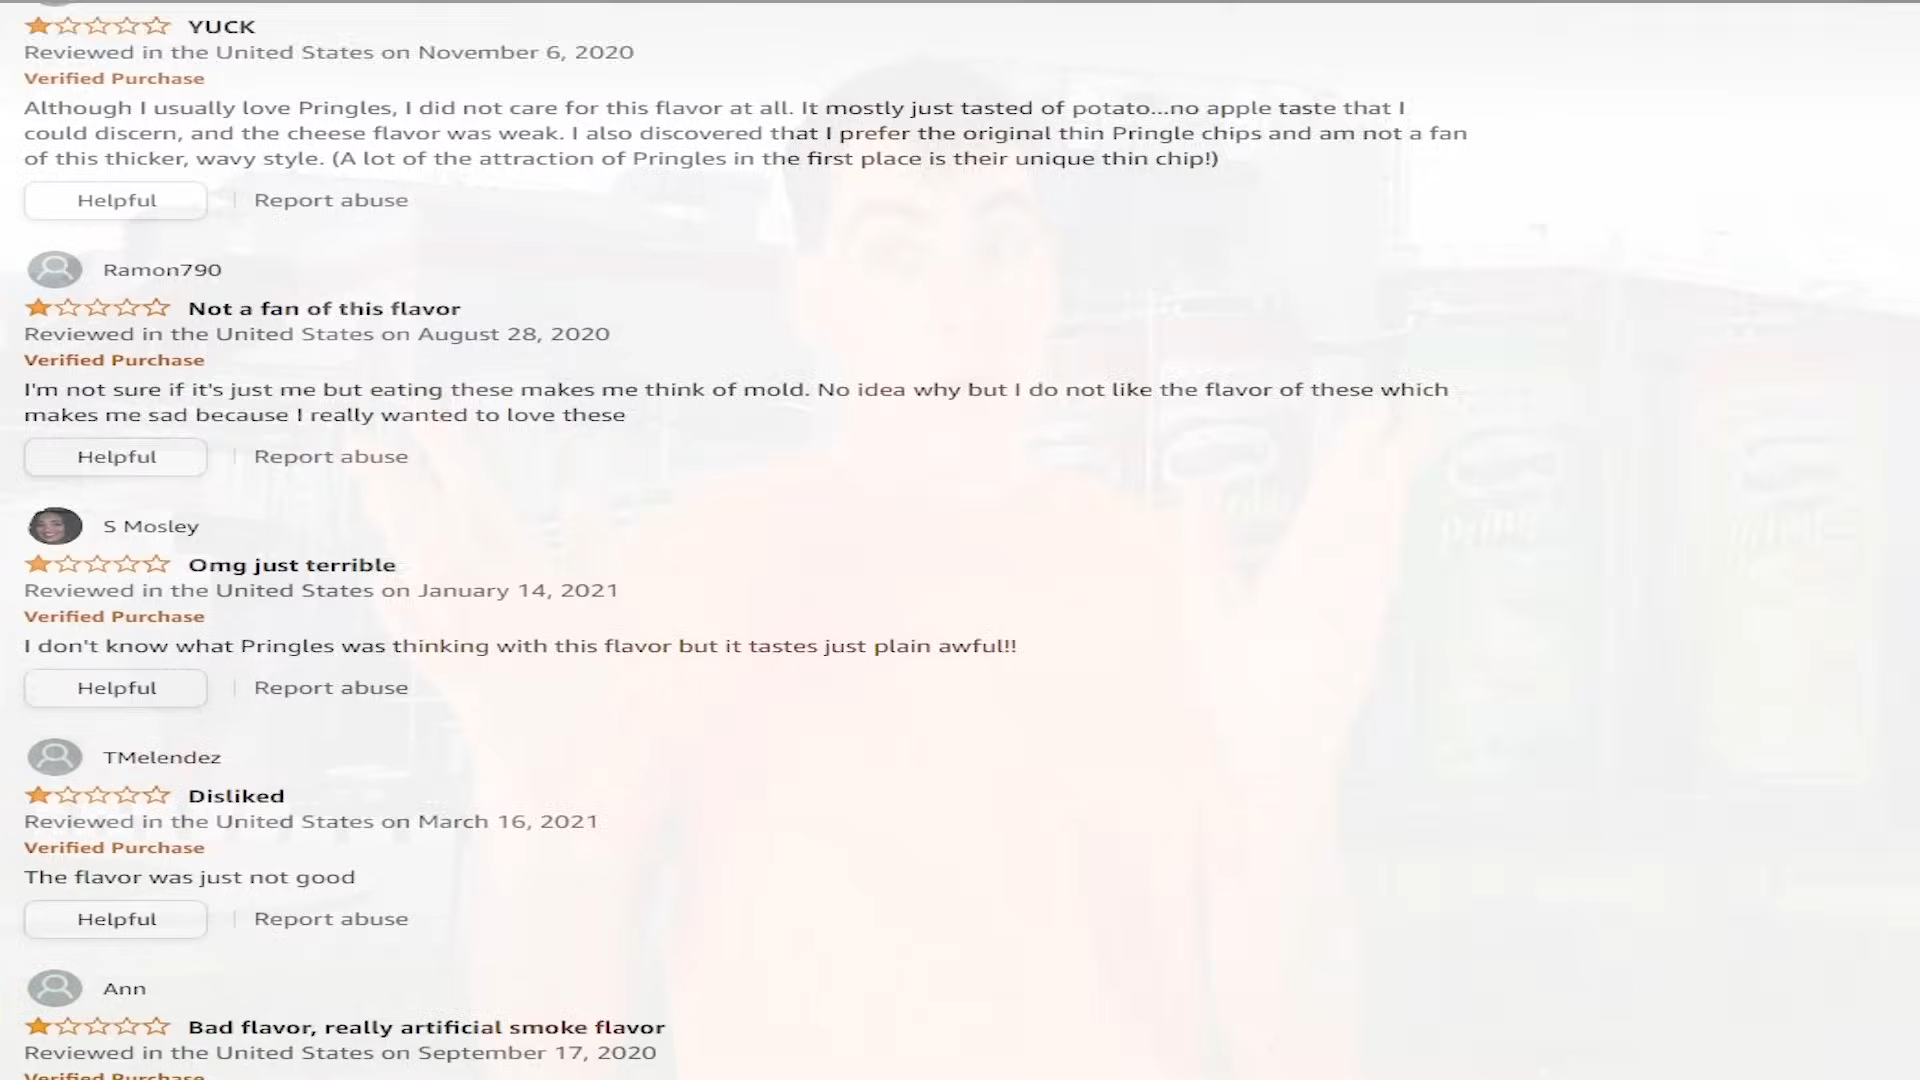 YUCK
Reviewed in the United States on November 6, 2020
Verified Purchase
Although I usually love Pringles, I did not care for this flavor at all. It mostly just tasted of potato...no apple taste that I
could discern, and the cheese flavor was weak. I also discovered that I prefer the original thin Pringle chips and am not a fan
of this thicker, wavy style. (A lot of the attraction of Pringles in the first place is their unique thin chip!)
Helpful | Report abuse
Ramon790
Not a fan of this flavor
Reviewed in the United States on August 28, 2020
Verified Purchase
I'm not sure if it's just me but eating these makes me think of mold. No idea why but I do not like the flavor of these which
makes me sad because I really wanted to love these
Helpful | Report abuse
S Mosley
Omg just terrible
Reviewed in the United States on January 14, 2021
Verified Purchase
I don't know what Pringles was thinking with this flavor but it tastes just plain awful!!
Helpful | Report abuse
TMelendez
Disliked
Reviewed in the United States on March 16, 2021
Verified Purchase
The flavor was just not good
Helpful | Report abuse
Ann
Bad flavor, really artificial smoke flavor
Reviewed in the United States on September 17, 2020
Verified Purchase